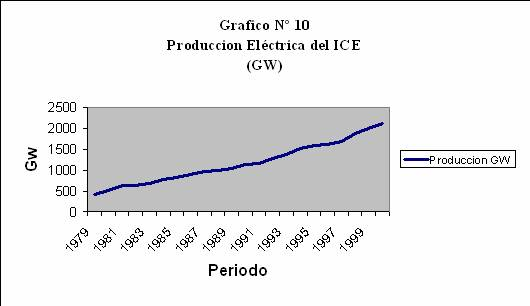 Grafico N° 10
Produccion Eléctrica del ICE
(GW)
2500
2000
1500
1000
500
0
GW
1979
1981
1983
1985
1987
1989
1991
1993
1995
1997
1999
Periodo
Produccion GW